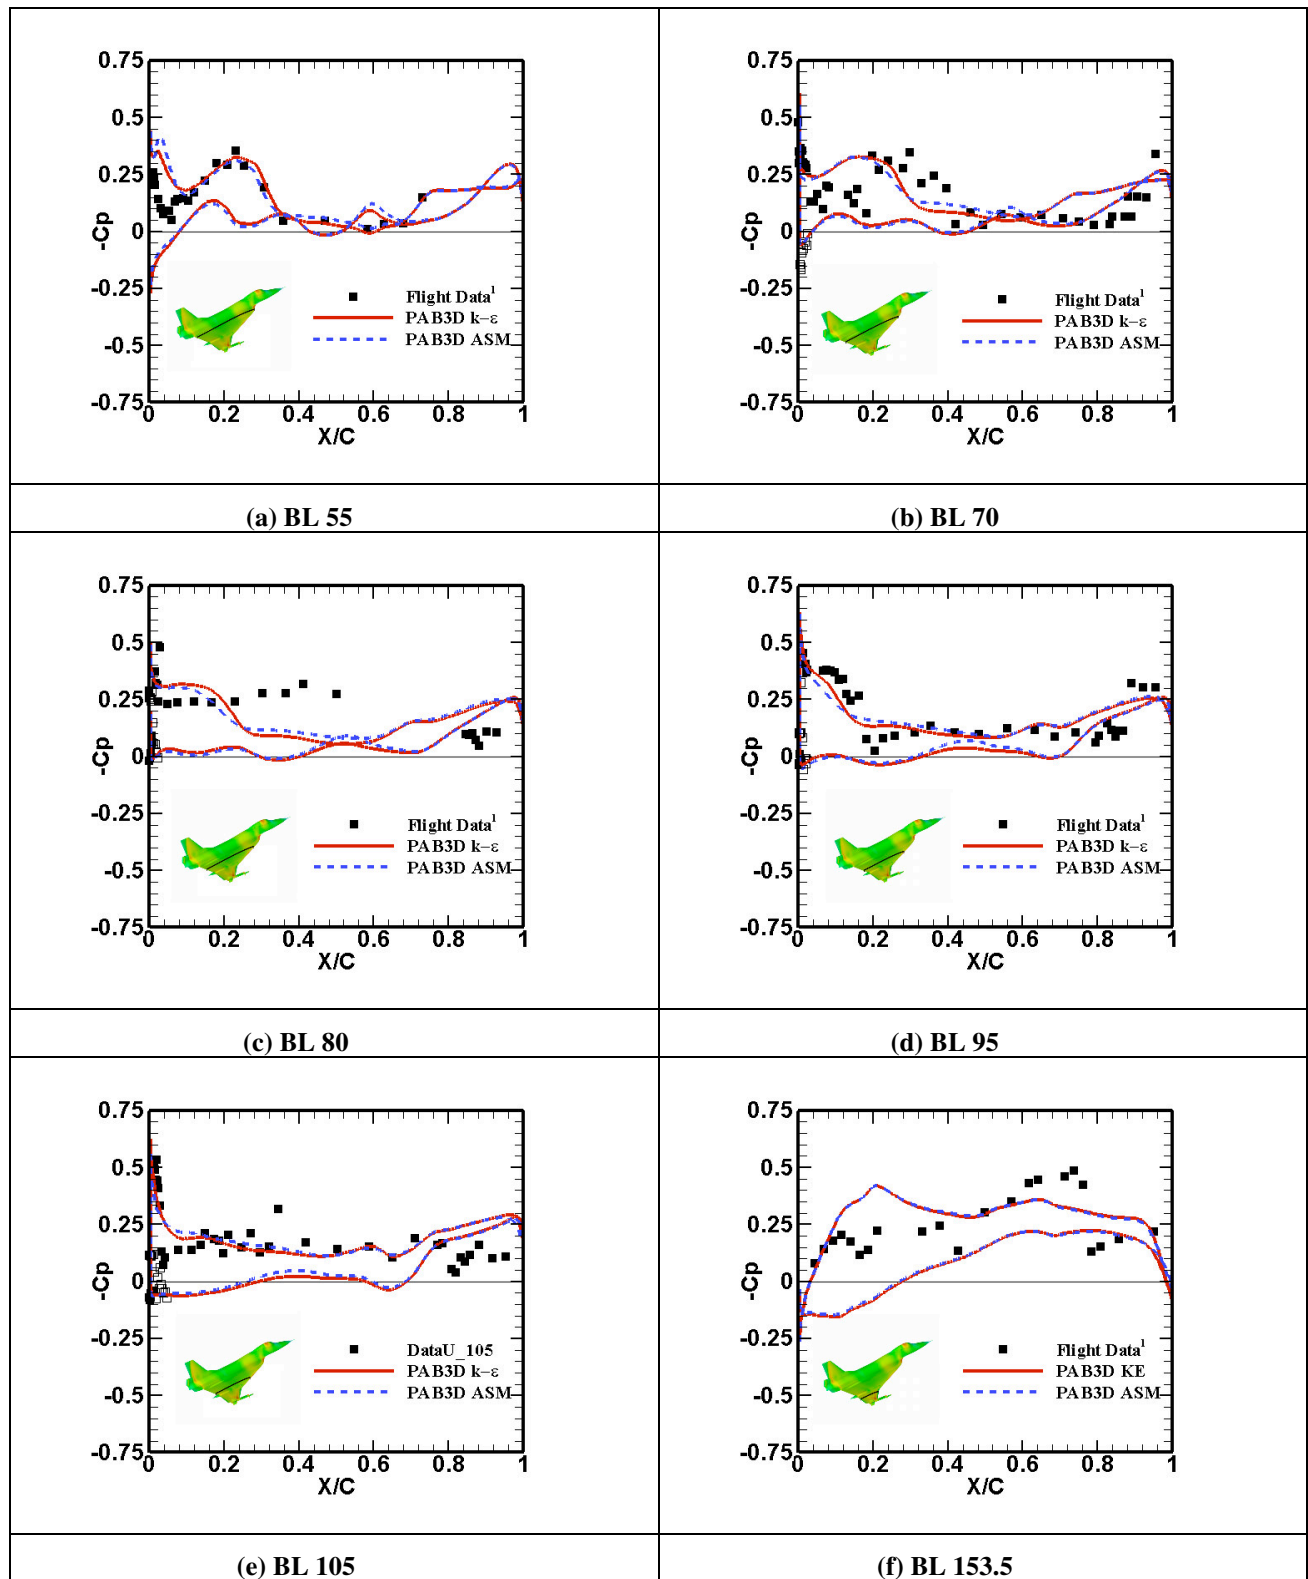 0.75
0.5
0.25
0
-0.25
-0.5
-0.75
-Cp
0 0.2 0.4 0.6 0.8 1
X/C
Flight Data¹
PAB3D k-ε
PAB3D ASM
0.75
0.5
0.25
0
-0.25
-0.5
-0.75
-Cp
0 0.2 0.4 0.6 0.8 1
X/C
Flight Data¹
PAB3D k-ε
PAB3D ASM
(a) BL 55
(b) BL 70
0.75
0.5
0.25
0
-0.25
-0.5
-0.75
-Cp
0 0.2 0.4 0.6 0.8 1
X/C
Flight Data¹
PAB3D k-ε
PAB3D ASM
0.75
0.5
0.25
0
-0.25
-0.5
-0.75
-Cp
0 0.2 0.4 0.6 0.8 1
X/C
Flight Data¹
PAB3D k-ε
PAB3D ASM
(c) BL 80
(d) BL 95
0.75
0.5
0.25
0
-0.25
-0.5
-0.75
-Cp
0 0.2 0.4 0.6 0.8 1
X/C
DataU_105
PAB3D k-ε
PAB3D ASM
0.75
0.5
0.25
0
-0.25
-0.5
-0.75
-Cp
0 0.2 0.4 0.6 0.8 1
X/C
Flight Data¹
PAB3D KE
PAB3D ASM
(e) BL 105
(f) BL 153.5